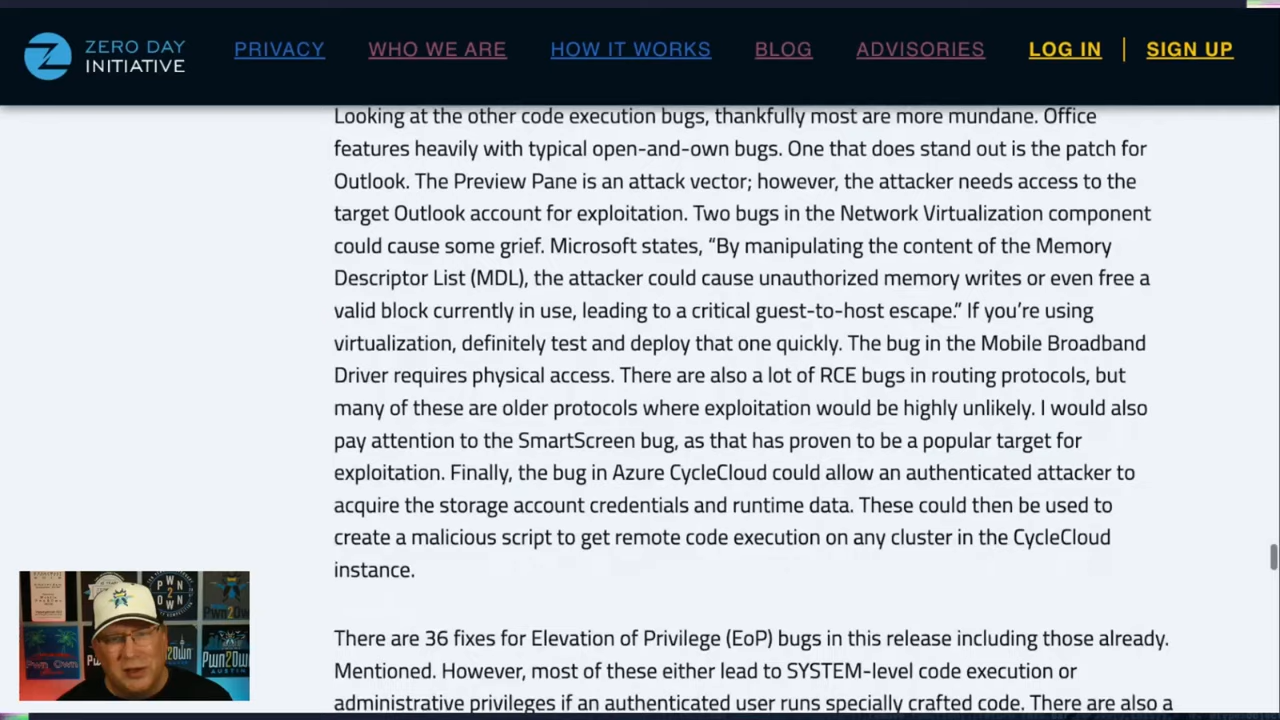 ZERO DAY
INITIATIVE
PRIVACY
WHO WE ARE
HOW IT WORKS
BLOG
ADVISORIES
LOG IN
SIGN UP
Looking at the other code execution bugs, thankfully most are more mundane. Office
features heavily with typical open-and-own bugs. One that does stand out is the patch for
Outlook. The Preview Pane is an attack vector; however, the attacker needs access to the
target Outlook account for exploitation. Two bugs in the Network Virtualization component
could cause some grief. Microsoft states, “By manipulating the content of the Memory
Descriptor List (MDL), the attacker could cause unauthorized memory writes or even free a
valid block currently in use, leading to a critical guest-to-host escape.” If you’re using
virtualization, definitely test and deploy that one quickly. The bug in the Mobile Broadband
Driver requires physical access. There are also a lot of RCE bugs in routing protocols, but
many of these are older protocols where exploitation would be highly unlikely. I would also
pay attention to the SmartScreen bug, as that has proven to be a popular target for
exploitation. Finally, the bug in Azure CycleCloud could allow an authenticated attacker to
acquire the storage account credentials and runtime data. These could then be used to
create a malicious script to get remote code execution on any cluster in the CycleCloud
instance.
There are 36 fixes for Elevation of Privilege (EoP) bugs in this release including those already.
Mentioned. However, most of these either lead to SYSTEM-level code execution or
administrative privileges if an authenticated user runs specially crafted code. There are also a
PWN
2
OWN
Pwn2Own
Pwn Own
Pwn2Own
AUSTIN